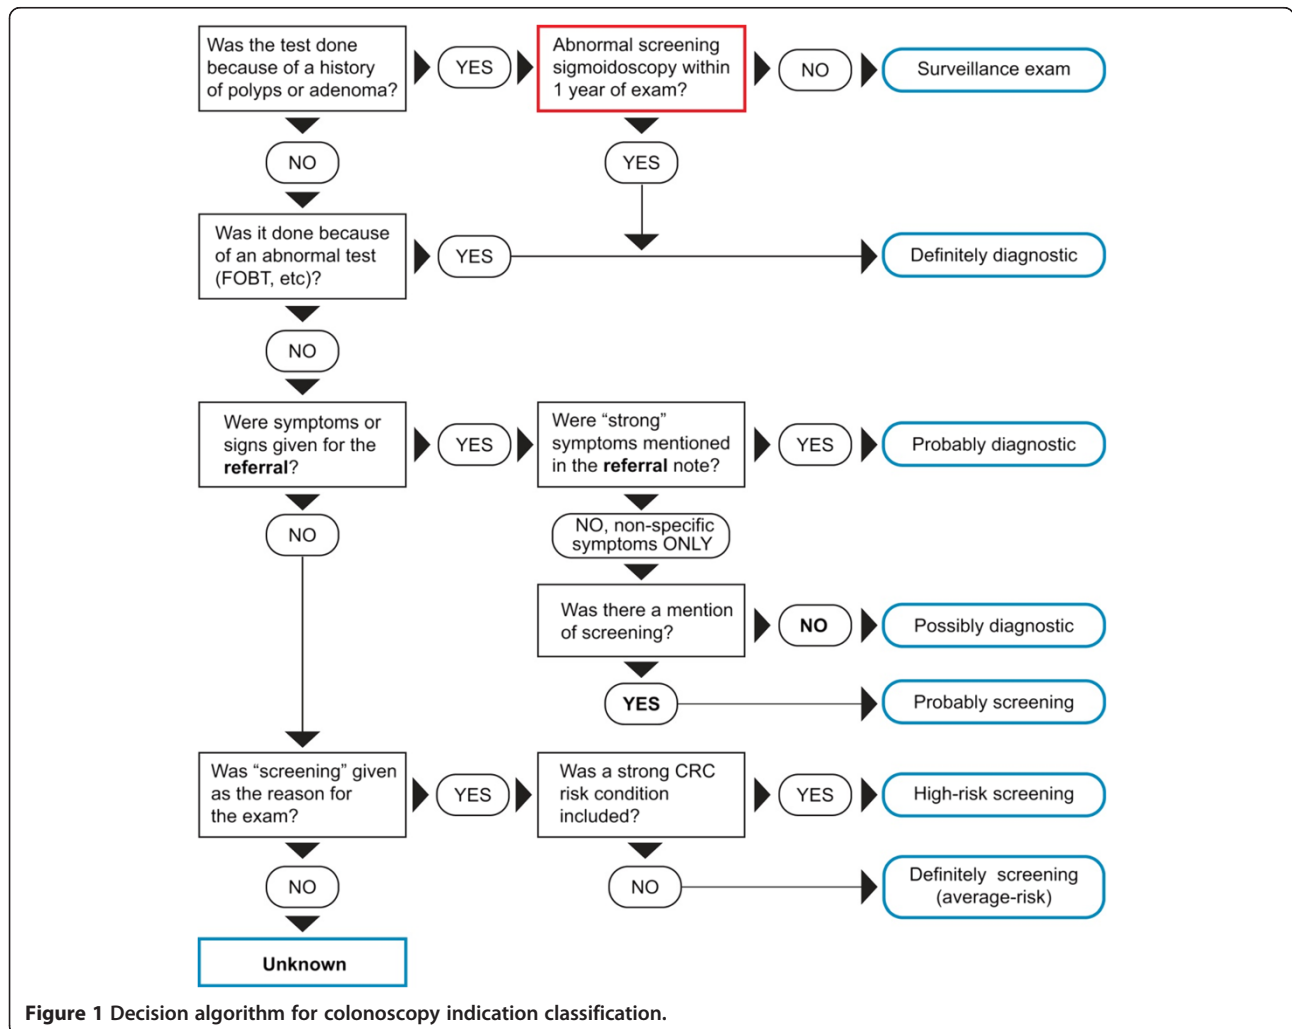 Was the test done
because of a history
of polyps or adenoma?
YES
Abnormal screening
sigmoidoscopy within
1 year of exam?
NO
Surveillance exam
NO
YES
Was it done because
of an abnormal test
(FOBT, etc)?
YES
Definitely diagnostic
NO
Were symptoms or
signs given for the
referral?
YES
Were “strong”
symptoms mentioned
in the referral note?
YES
Probably diagnostic
NO
NO, non-specific
symptoms ONLY
Was there a mention
of screening?
NO
Possibly diagnostic
YES
Probably screening
Was “screening” given
as the reason for
the exam?
YES
Was a strong CRC
risk condition
included?
YES
High-risk screening
NO
NO
Definitely screening
(average-risk)
Unknown
Figure 1 Decision algorithm for colonoscopy indication classification.